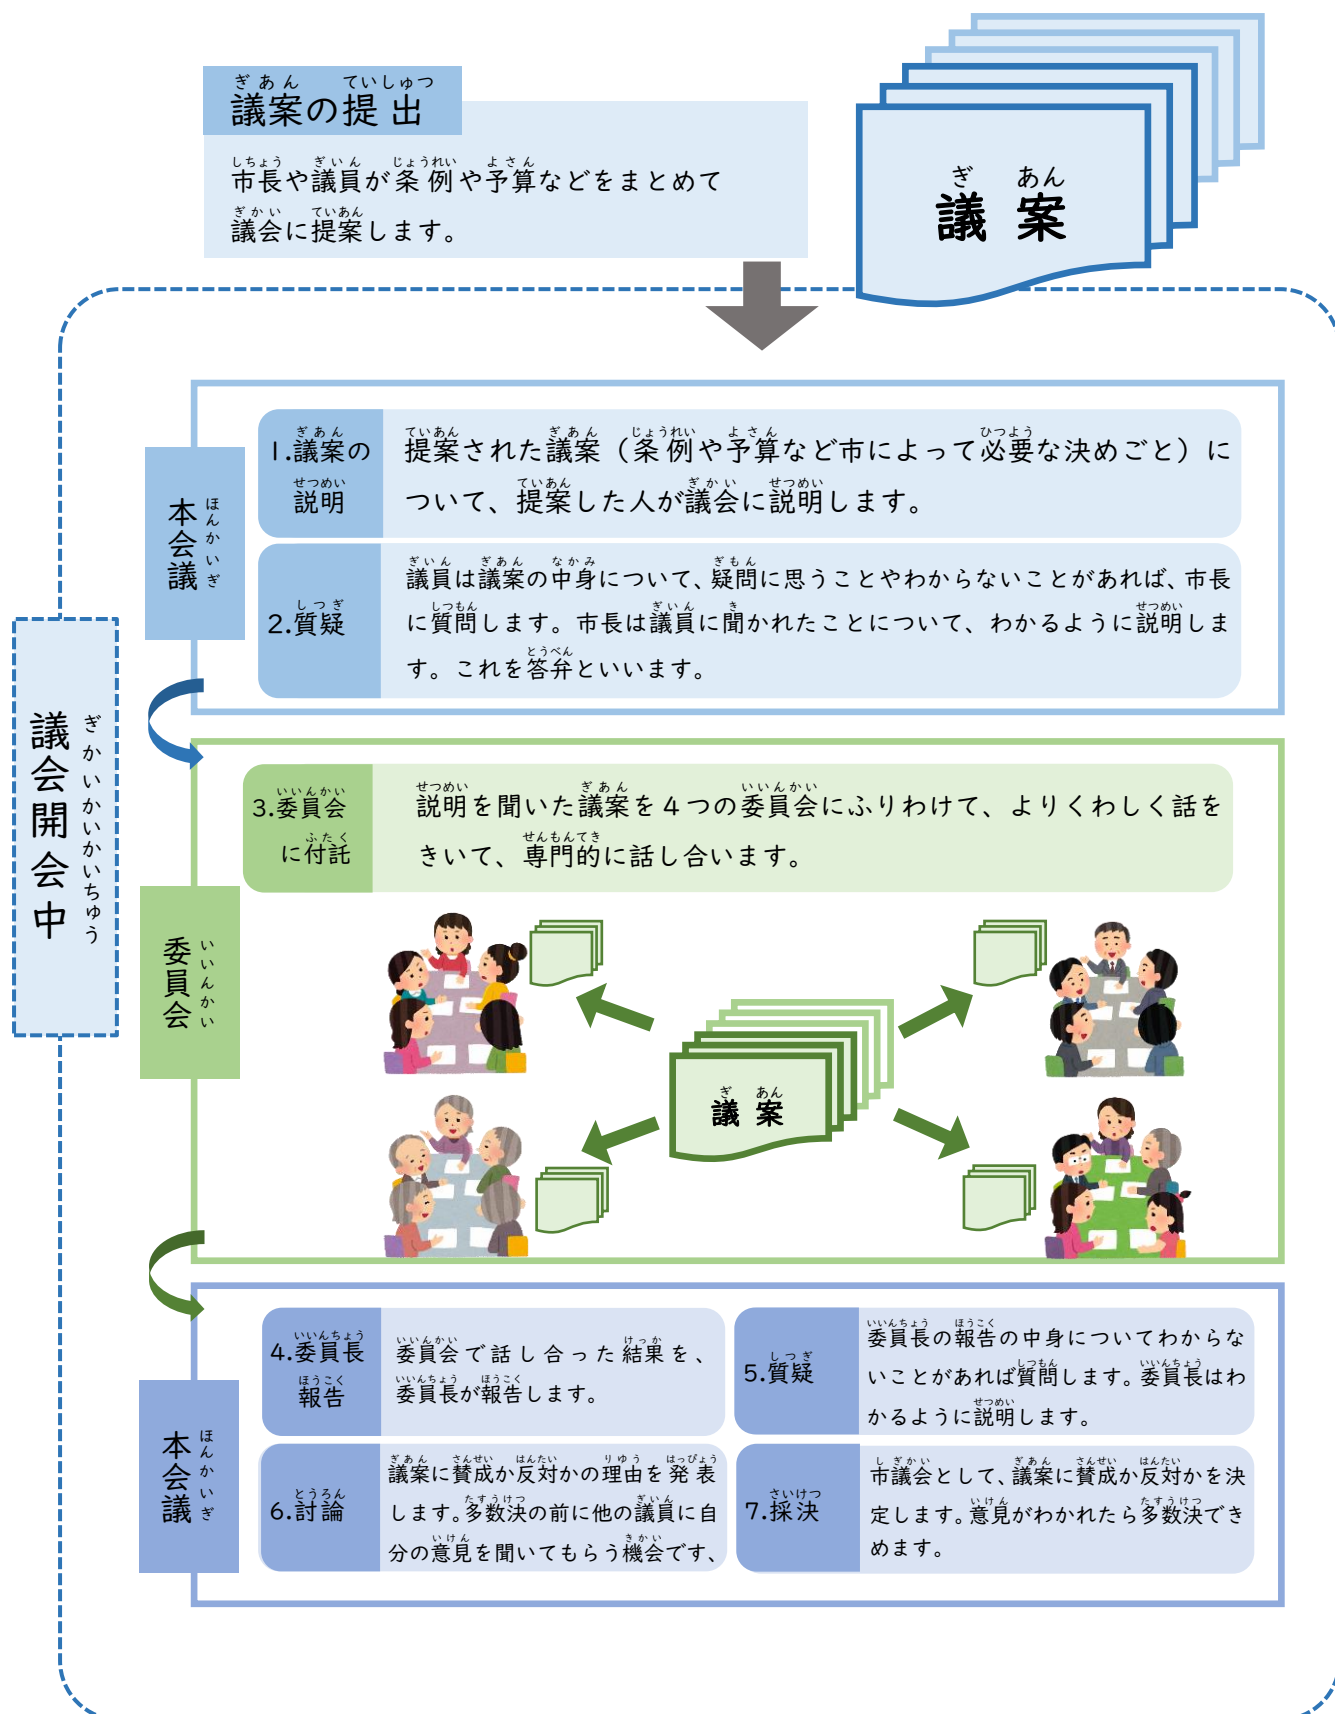 議案の提出
市長や議員が条例や予算などをまとめて
議会に提案します。
議案
議会開会中
本会議
1.議案の
説明
提案された議案（条例や予算など市によって必要な決めごと）に
ついて、提案した人が議会に説明します。
2.質疑
議員は議案の中身について、疑問に思うことやわからないことがあれば、市長
に質問します。市長は議員に聞かれたことについて、わかるように説明しま
す。これを答弁といいます。
委員会
3.委員会
に付託
説明を聞いた議案を4つの委員会にふりわけて、よりくわしく話を
きいて、専門的に話し合います。
議案
本会議
4.委員長
報告
委員会で話し合った結果を、
委員長が報告します。
5.質疑
委員長の報告の中身についてわからな
いことがあれば質問します。委員長はわ
かるように説明します。
6.討論
議案に賛成か反対かの理由を発表
します。多数決の前に他の議員に自
分の意見を聞いてもらう機会です、
7.採決
市議会として、議案に賛成か反対かを決
定します。意見がわかれたら多数決でき
めます。